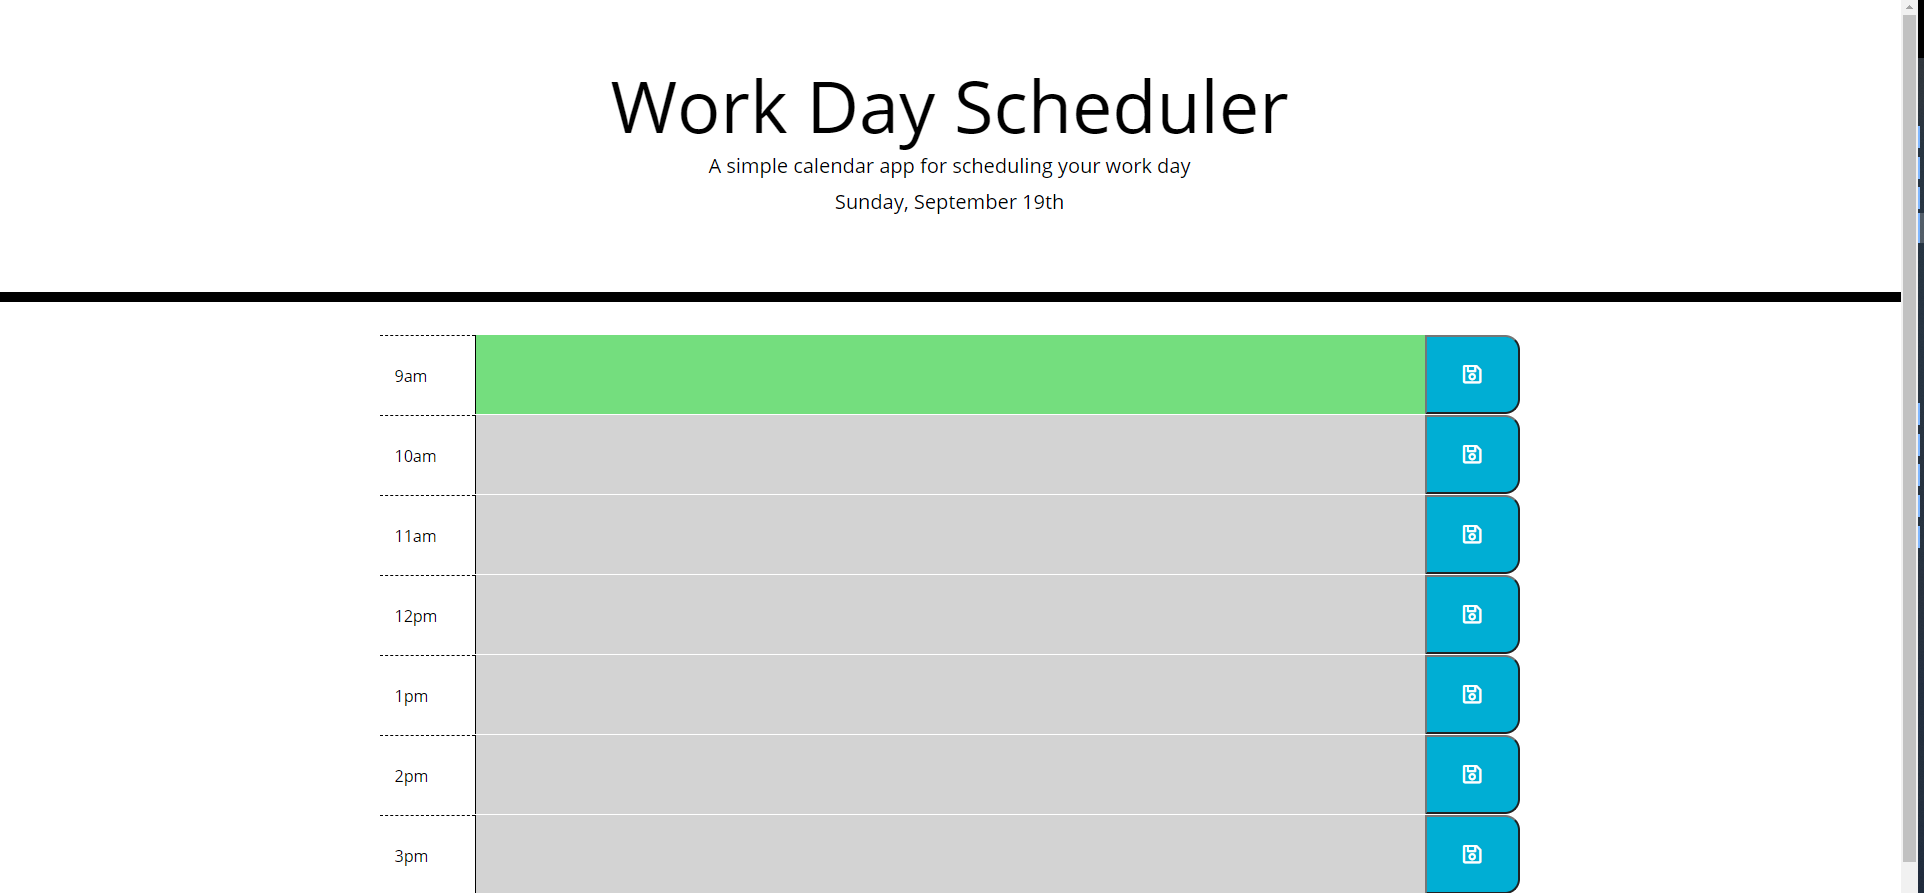 Work Day Scheduler
A simple calendar app for scheduling your work day
Sunday, September 19th
9am
10am
11am
12pm
1pm
2pm
3pm